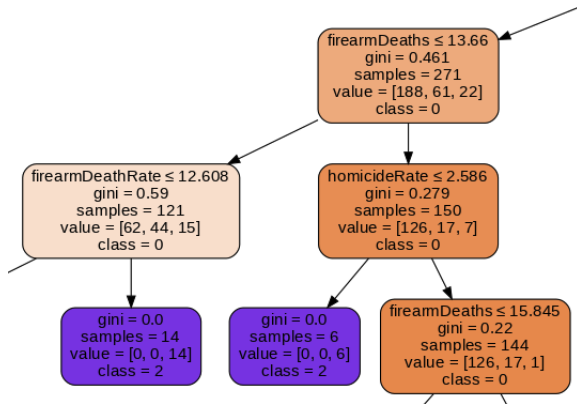 firearmDeaths ≤ 13.66
gini = 0.461
samples = 271
value = [188, 61, 22]
class = 0
firearmDeathRate ≤ 12.608
gini = 0.59
samples = 121
value = [62, 44, 15]
class = 0
homicideRate ≤ 2.586
gini = 0.279
samples = 150
value = [126, 17, 7]
class = 0
gini = 0.0
samples = 14
value = [0, 0, 14]
class = 2
gini = 0.0
samples = 6
value = [0, 0, 6]
class = 2
firearmDeaths ≤ 15.845
gini = 0.22
samples = 144
value = [126, 17, 1]
class = 0